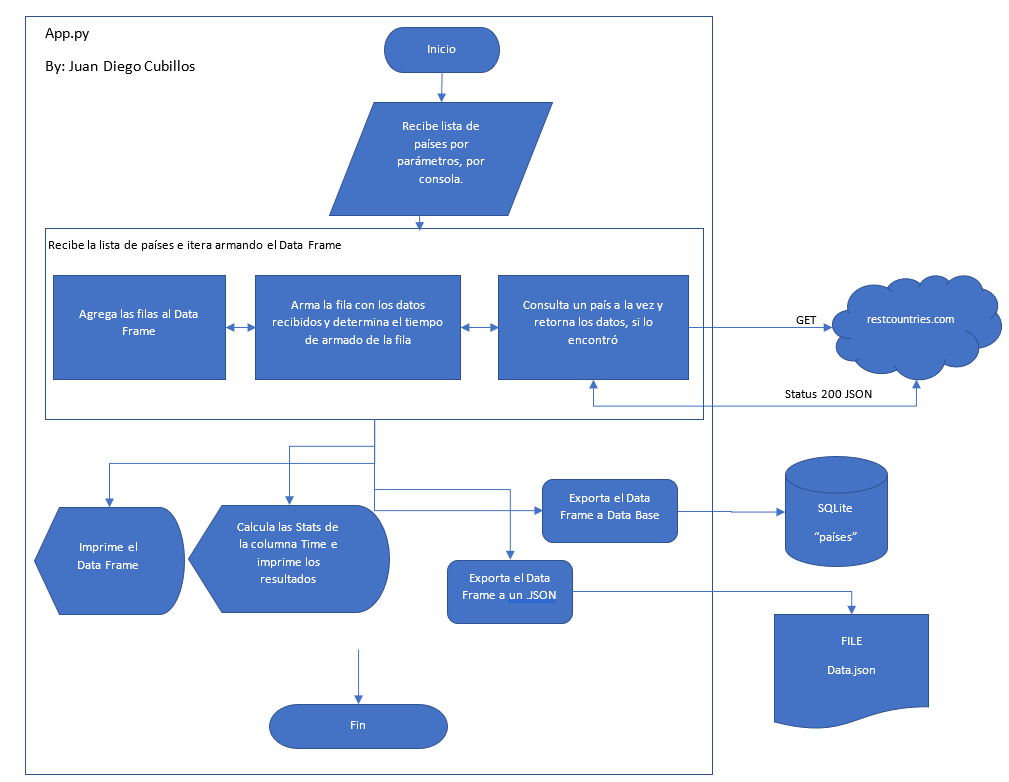 App.py
By: Juan Diego Cubillos
Inicio
Recibe lista de
países por
parámetros, por
consola.
Recibe la lista de países e itera armando el Data Frame
Agrega las filas al Data
Frame
Arma la fila con los datos
recibidos y determina el tiempo
de armado de la fila
Consulta un país a la vez y
retorna los datos, si lo
encontró
GET
restcountries.com
Status 200 JSON
Imprime el
Data Frame
Calcula las Stats de
la columna Time e
imprime los
resultados
Exporta el Data
Frame a Data Base
SQLite
“países”
Exporta el Data
Frame a un .JSON
FILE
Data.json
Fin